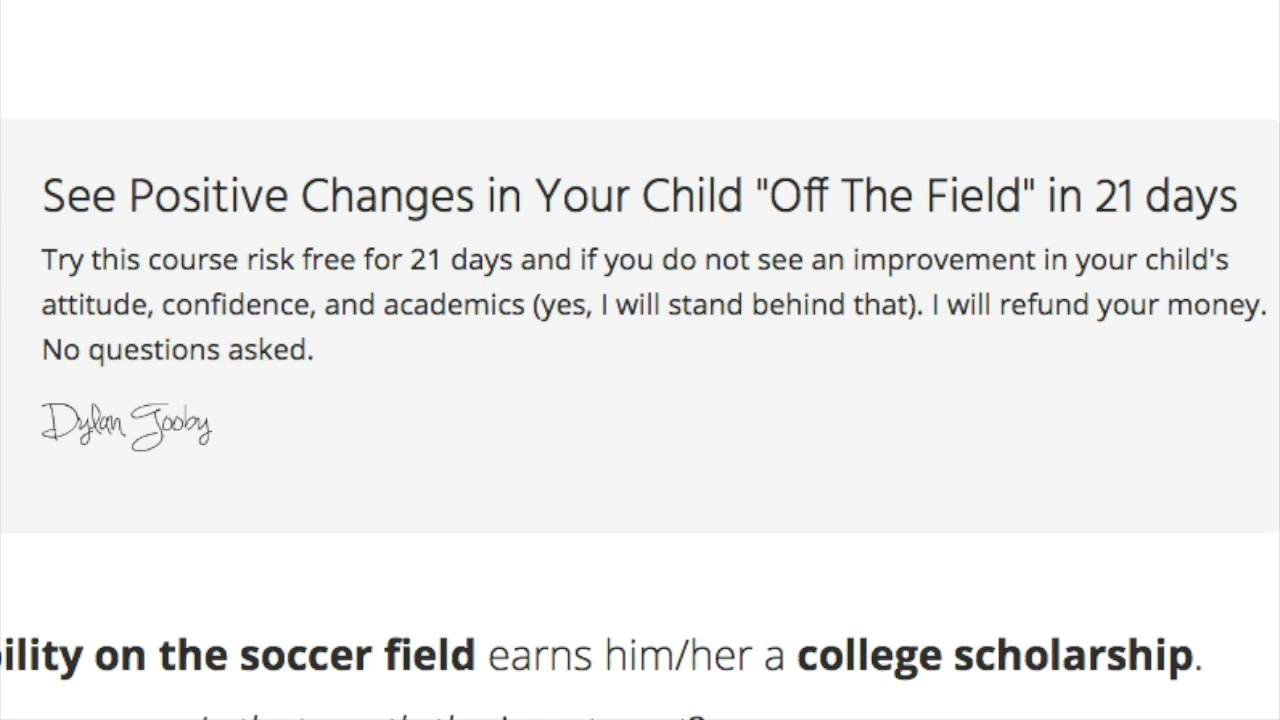 See Positive Changes in Your Child "Off The Field" in 21 days
Try this course risk free for 21 days and if you do not see an improvement in your child's
attitude, confidence, and academics (yes, I will stand behind that). I will refund your money.
No questions asked.
Dylan Gooby
on the soccer field earns him/her a college scholarship.